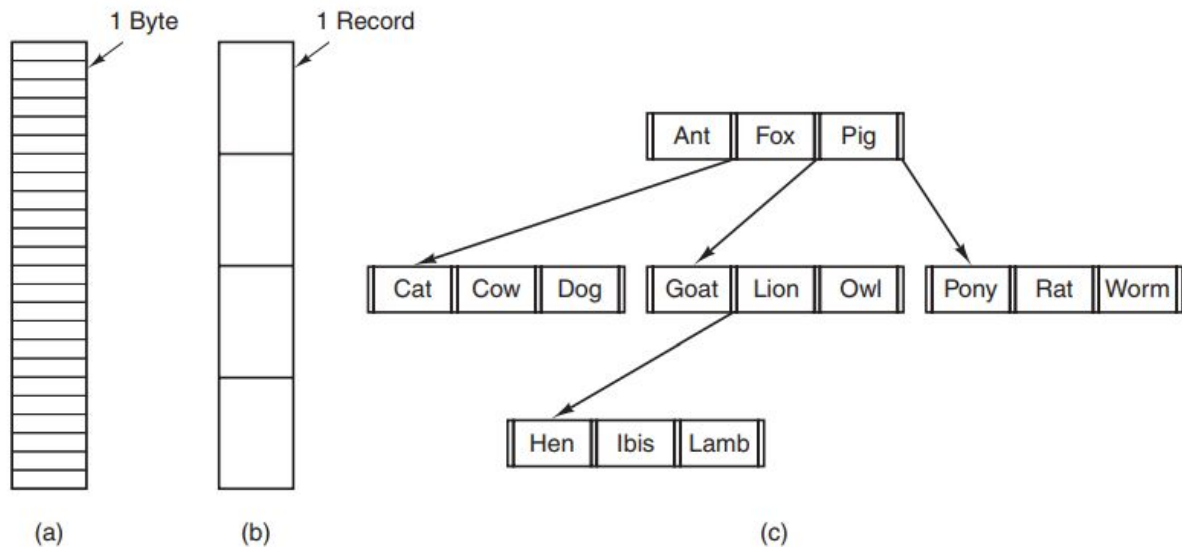 1 Byte
1 Record
Ant Fox Pig
Cat Cow Dog
Goat Lion Owl
Pony Rat Worm
Hen Ibis Lamb
(a)
(b)
(c)